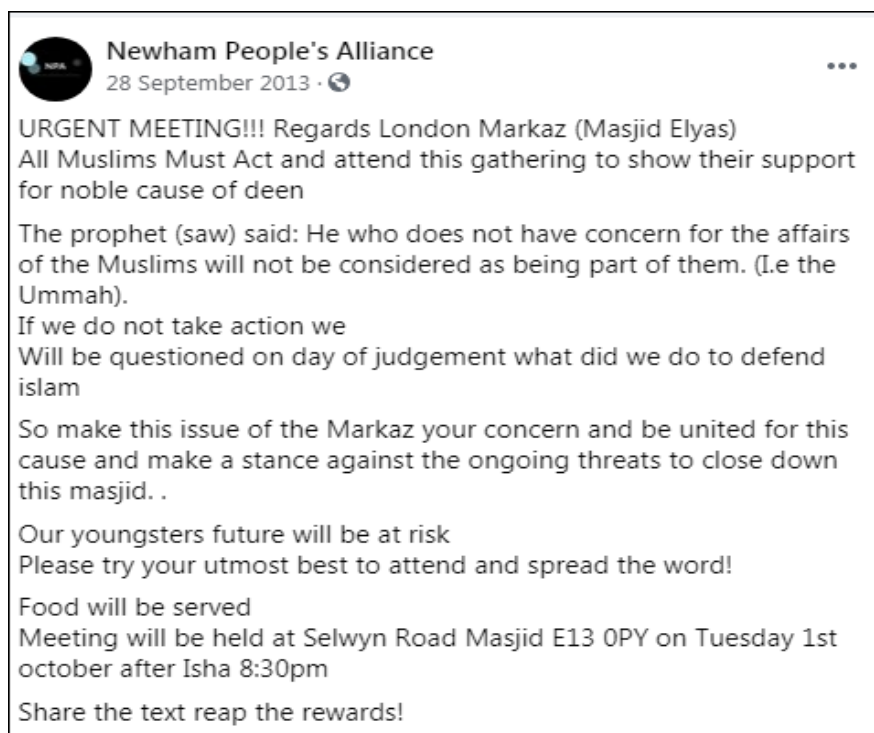 NPA
Newham People's Alliance
28 September 2013 ·
URGENT MEETING!!! Regards London Markaz (Masjid Elyas)
All Muslims Must Act and attend this gathering to show their support
for noble cause of deen
The prophet (saw) said: He who does not have concern for the affairs
of the Muslims will not be considered as being part of them. (I.e the
Ummah).
If we do not take action we
Will be questioned on day of judgement what did we do to defend
islam
So make this issue of the Markaz your concern and be united for this
cause and make a stance against the ongoing threats to close down
this masjid. .
Our youngsters future will be at risk
Please try your utmost best to attend and spread the word!
Food will be served
Meeting will be held at Selwyn Road Masjid E13 0PY on Tuesday 1st
october after Isha 8:30pm
Share the text reap the rewards!